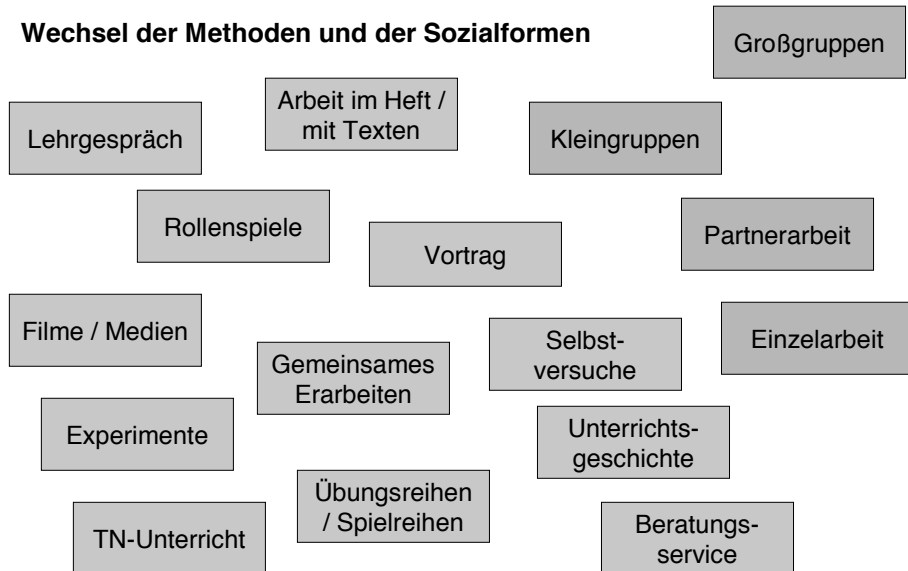 Wechsel der Methoden und der Sozialformen
Großgruppen
Arbeit im Heft /
mit Texten
Lehrgespräch
Kleingruppen
Rollenspiele
Vortrag
Partnerarbeit
Filme / Medien
Gemeinsames
Erarbeiten
Selbst-
versuche
Einzelarbeit
Experimente
Unterrichts-
geschichte
Übungsreihen
/ Spielreihen
TN-Unterricht
Beratungs-
service